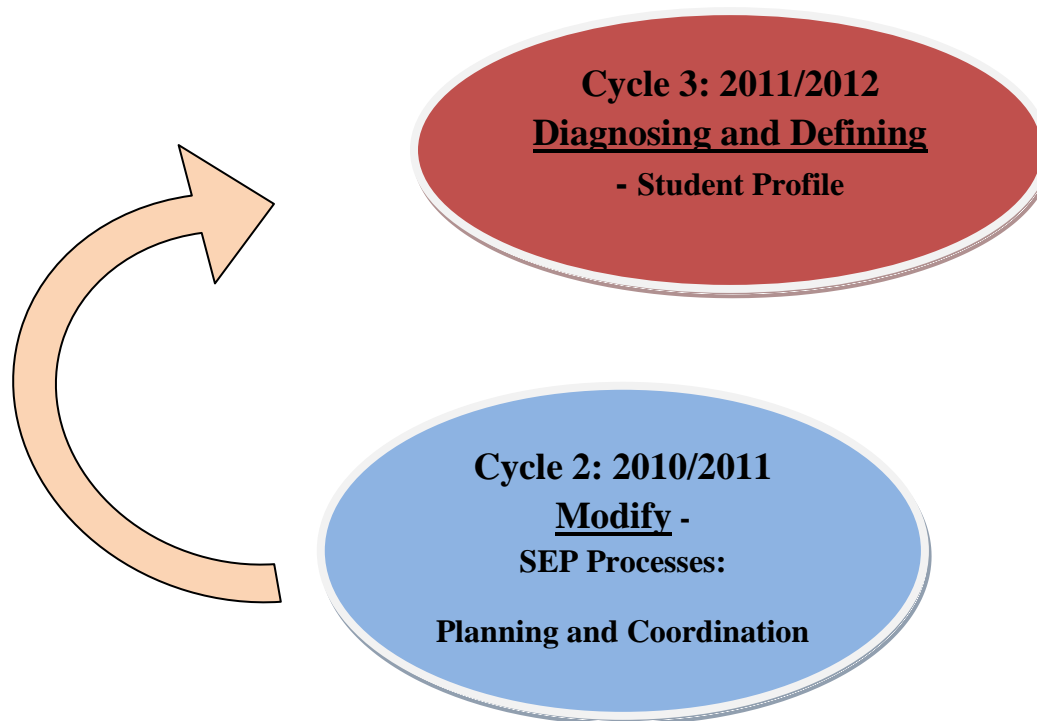 Cycle 3: 2011/2012
Diagnosing and Defining
- Student Profile
Cycle 2: 2010/2011
Modify -
SEP Processes:
Planning and Coordination